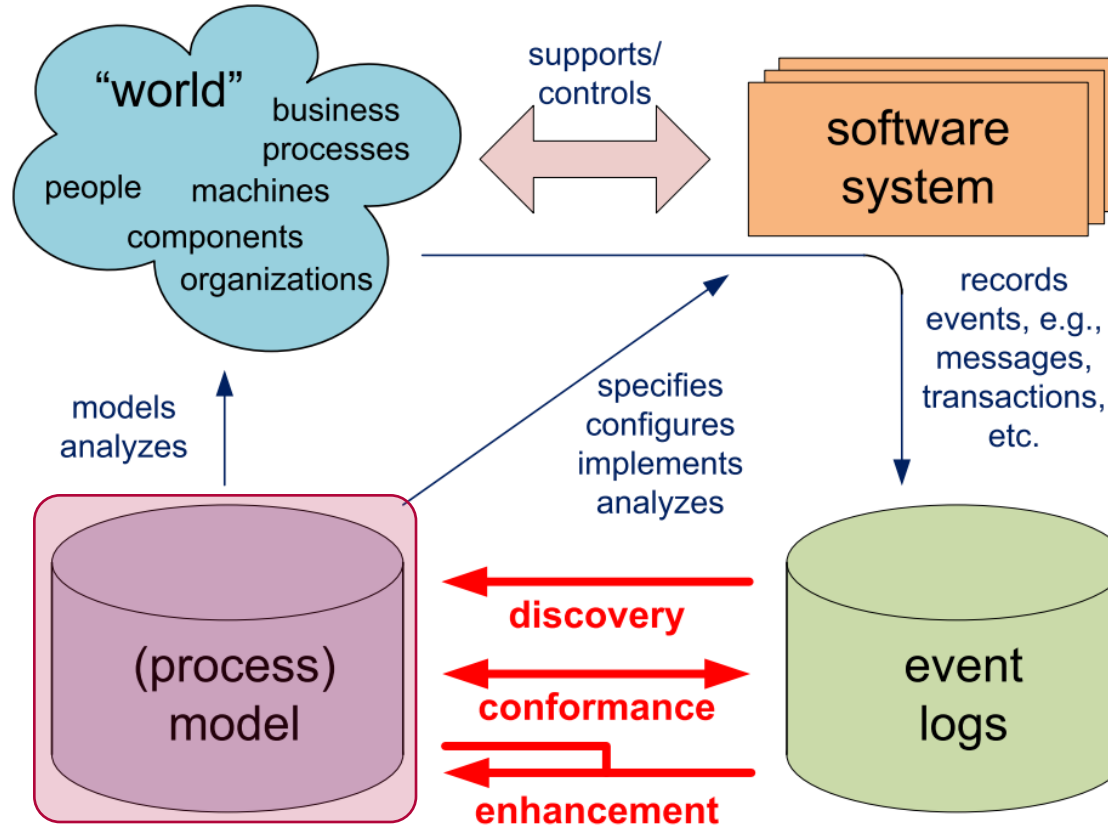 “world”
business
processes
people
machines
components
organizations
supports/
controls
software
system
records
events, e.g.,
messages,
transactions,
etc.
models
analyzes
specifies
configures
implements
analyzes
(process)
model
discovery
conformance
enhancement
event
logs